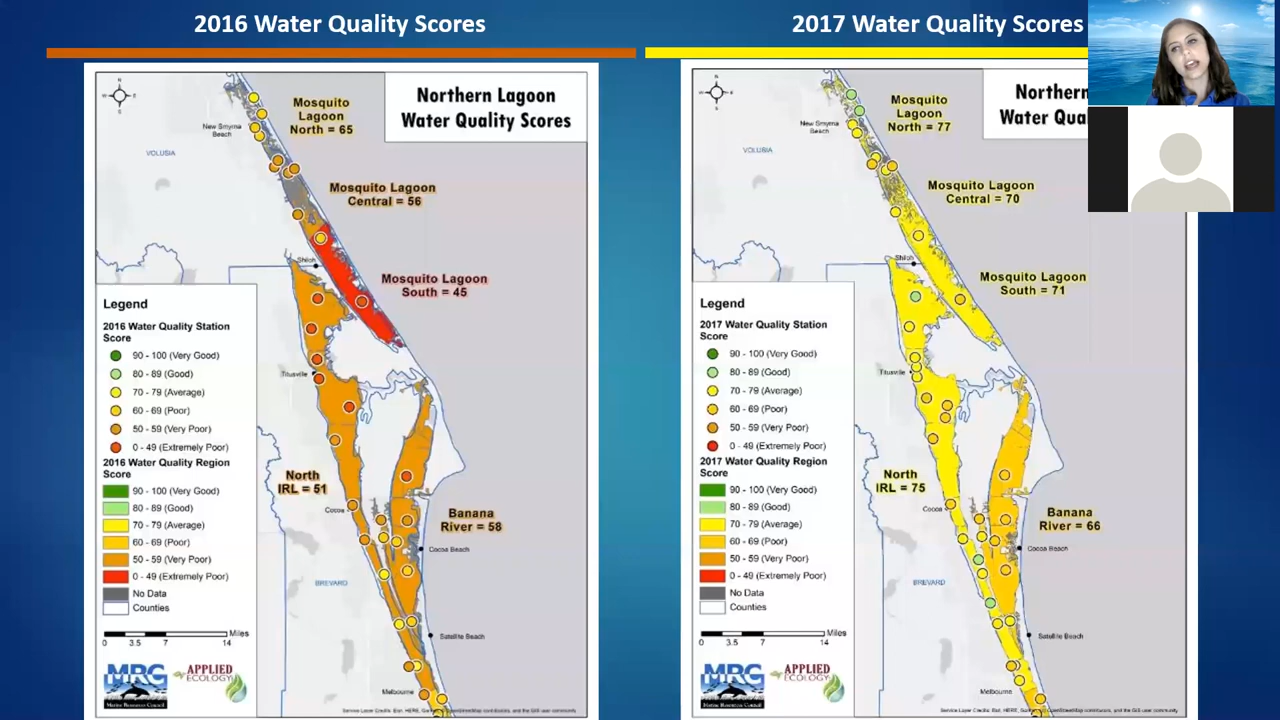 2016 Water Quality Scores
Northern Lagoon
Water Quality Scores
N
W
E
S
Mosquito
Lagoon
North = 65
New Smyrna
Beach
VOLUSIA
Mosquito Lagoon
Central = 56
Shiloh
Mosquito Lagoon
South = 45
Legend
2016 Water Quality Station
Score
90 - 100 (Very Good)
80 - 89 (Good)
70 - 79 (Average)
60 - 69 (Poor)
50 - 59 (Very Poor)
0 - 49 (Extremely Poor)
2016 Water Quality Region
Score
90 - 100 (Very Good)
80 - 89 (Good)
70 - 79 (Average)
60 - 69 (Poor)
50 - 59 (Very Poor)
0 - 49 (Extremely Poor)
No Data
Counties
Titusville
North
IRL = 51
Cocoa
Banana
River = 58
Cocoa Beach
BREVARD
Satellite Beach
Melbourne
Miles
0 3.5 7 14
MRC
Marine Resources Council
APPLIED
ECOLOGY
2017 Water Quality Scores
Northern
Water Qua
N
W
E
S
Mosquito
Lagoon
North = 77
New Smyrna
Beach
VOLUSIA
Mosquito Lagoon
Central = 70
Shiloh
Mosquito Lagoon
South = 71
Legend
2017 Water Quality Station
Score
90 - 100 (Very Good)
80 - 89 (Good)
70 - 79 (Average)
60 - 69 (Poor)
50 - 59 (Very Poor)
0 - 49 (Extremely Poor)
2017 Water Quality Region
Score
90 - 100 (Very Good)
80 - 89 (Good)
70 - 79 (Average)
60 - 69 (Poor)
50 - 59 (Very Poor)
0 - 49 (Extremely Poor)
No Data
Counties
Titusville
North
IRL = 75
Cocoa
Banana
River = 66
Cocoa Beach
BREVARD
Satellite Beach
Melbourne
Miles
0 3.5 7 14
MRC
Marine Resources Council
APPLIED
ECOLOGY